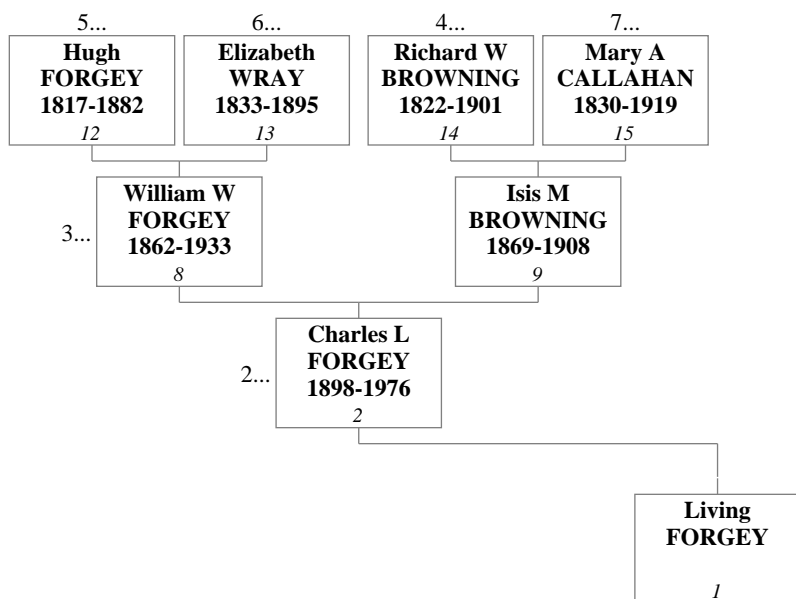 5...
6...
4...
7...
Hugh
FORGEY
1817-1882
12
Elizabeth
WRAY
1833-1895
13
Richard W
BROWNING
1822-1901
14
Mary A
CALLAHAN
1830-1919
15
3...
William W
FORGEY
1862-1933
8
Isis M
BROWNING
1869-1908
9
2...
Charles L
FORGEY
1898-1976
2
Living
FORGEY
1